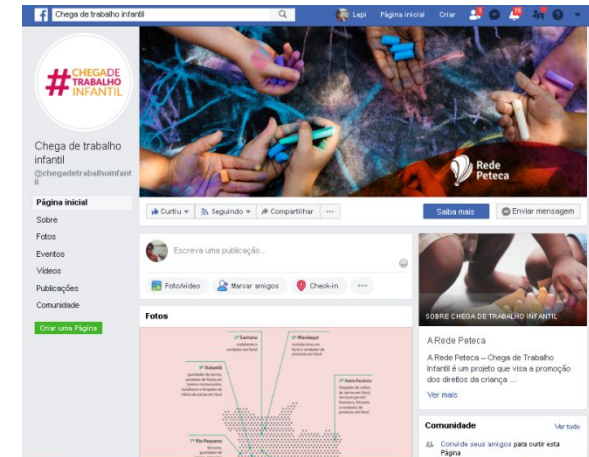 Chega de trabalho infantil
Lepi Página inicial Criar
#CHEGADE
TRABALHO
INFANTIL
Rede
Peteca
Chega de trabalho
infantil
@chegadetrabalhoinfant
il
Página inicial
Sobre
Fotos
Eventos
Vídeos
Publicações
Comunidade
Criar uma Página
Curtiu Seguindo Compartilhar
Saiba mais Enviar mensagem
Escreva uma publicação...
Foto/vídeo Marcar amigos Check-in
Fotos
SOBRE CHEGA DE TRABALHO INFANTIL
A Rede Peteca
A Rede Peteca – Chega de Trabalho
Infantil é um projeto que visa a promoção
dos direitos da criança ...
Ver mais
Comunidade Ver tudo
Convide seus amigos para curtir esta
Página